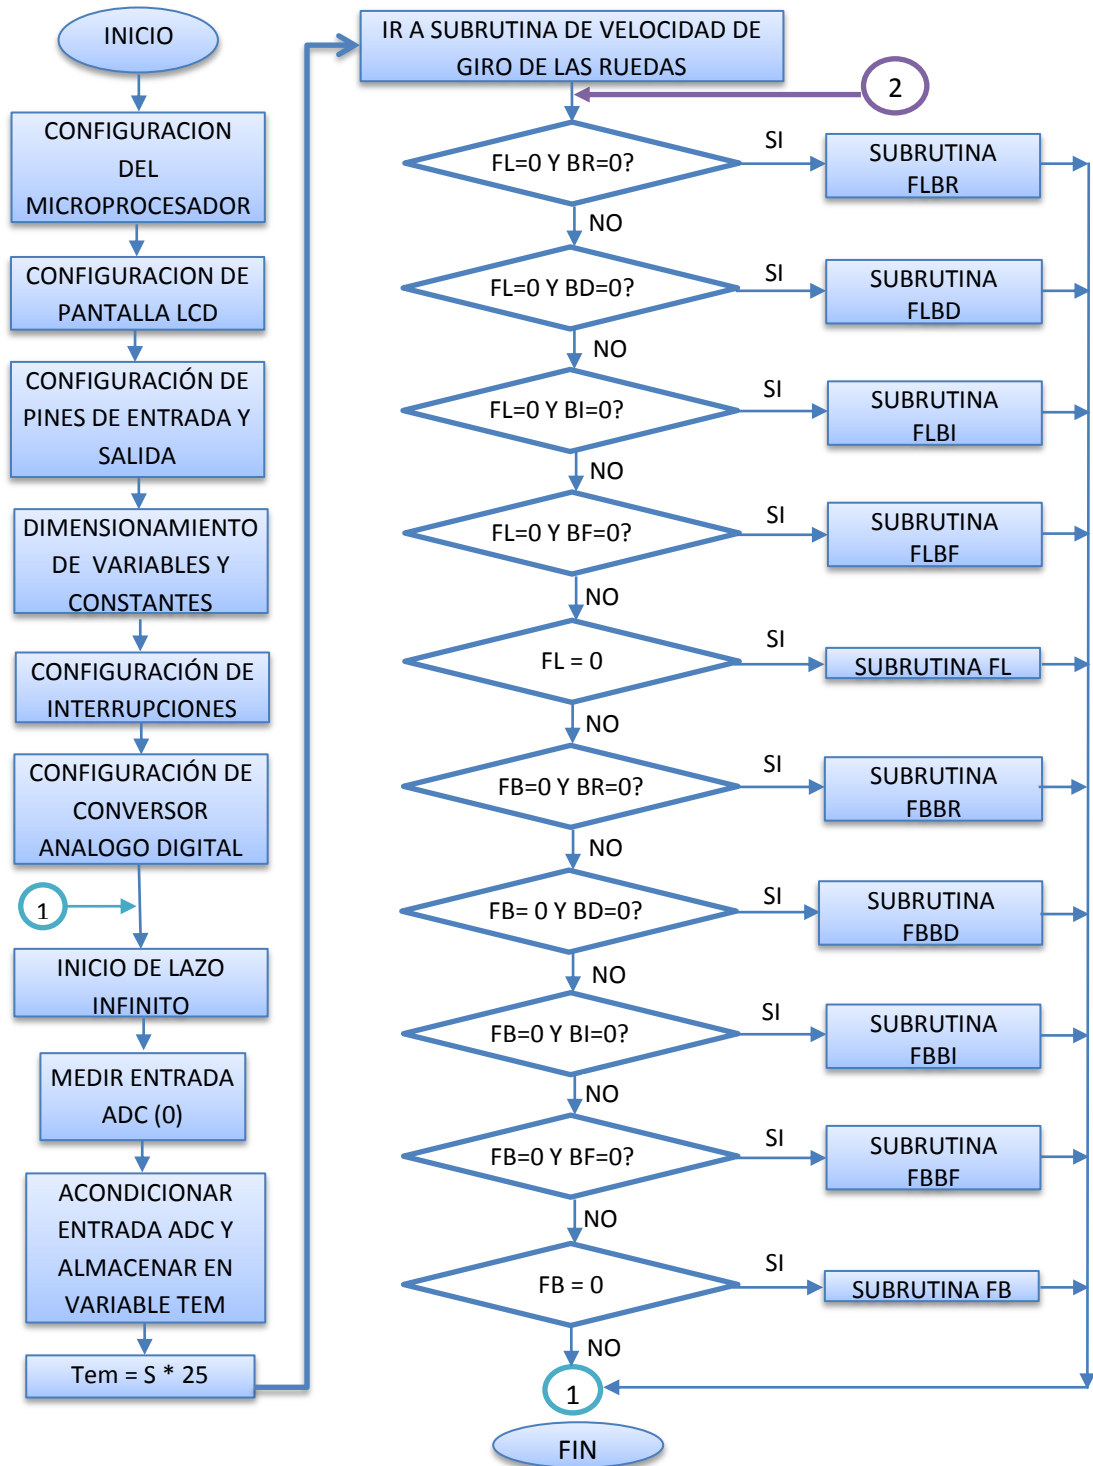 INICIO
CONFIGURACION
DEL
MICROPROCESADOR
CONFIGURACION DE
PANTALLA LCD
CONFIGURACIÓN DE
PINES DE ENTRADA Y
SALIDA
DIMENSIONAMIENTO
DE VARIABLES Y
CONSTANTES
CONFIGURACIÓN DE
INTERRUPCIONES
CONFIGURACIÓN DE
CONVERSOR
ANALOGO DIGITAL
1
INICIO DE LAZO
INFINITO
MEDIR ENTRADA
ADC (0)
ACONDICIONAR
ENTRADA ADC Y
ALMACENAR EN
VARIABLE TEM
Tem = S * 25
IR A SUBRUTINA DE VELOCIDAD DE
GIRO DE LAS RUEDAS
2
FL=0 Y BR=0?
SI
SUBRUTINA
FLBR
NO
FL=0 Y BD=0?
SI
SUBRUTINA
FLBD
NO
FL=0 Y BI=0?
SI
SUBRUTINA
FLBI
NO
FL=0 Y BF=0?
SI
SUBRUTINA
FLBF
NO
FL = 0
SI
SUBRUTINA FL
NO
FB=0 Y BR=0?
SI
SUBRUTINA
FBBR
NO
FB= 0 Y BD=0?
SI
SUBRUTINA
FBBD
NO
FB=0 Y BI=0?
SI
SUBRUTINA
FBBI
NO
FB=0 Y BF=0?
SI
SUBRUTINA
FBBF
NO
FB = 0
SI
SUBRUTINA FB
NO
1
FIN